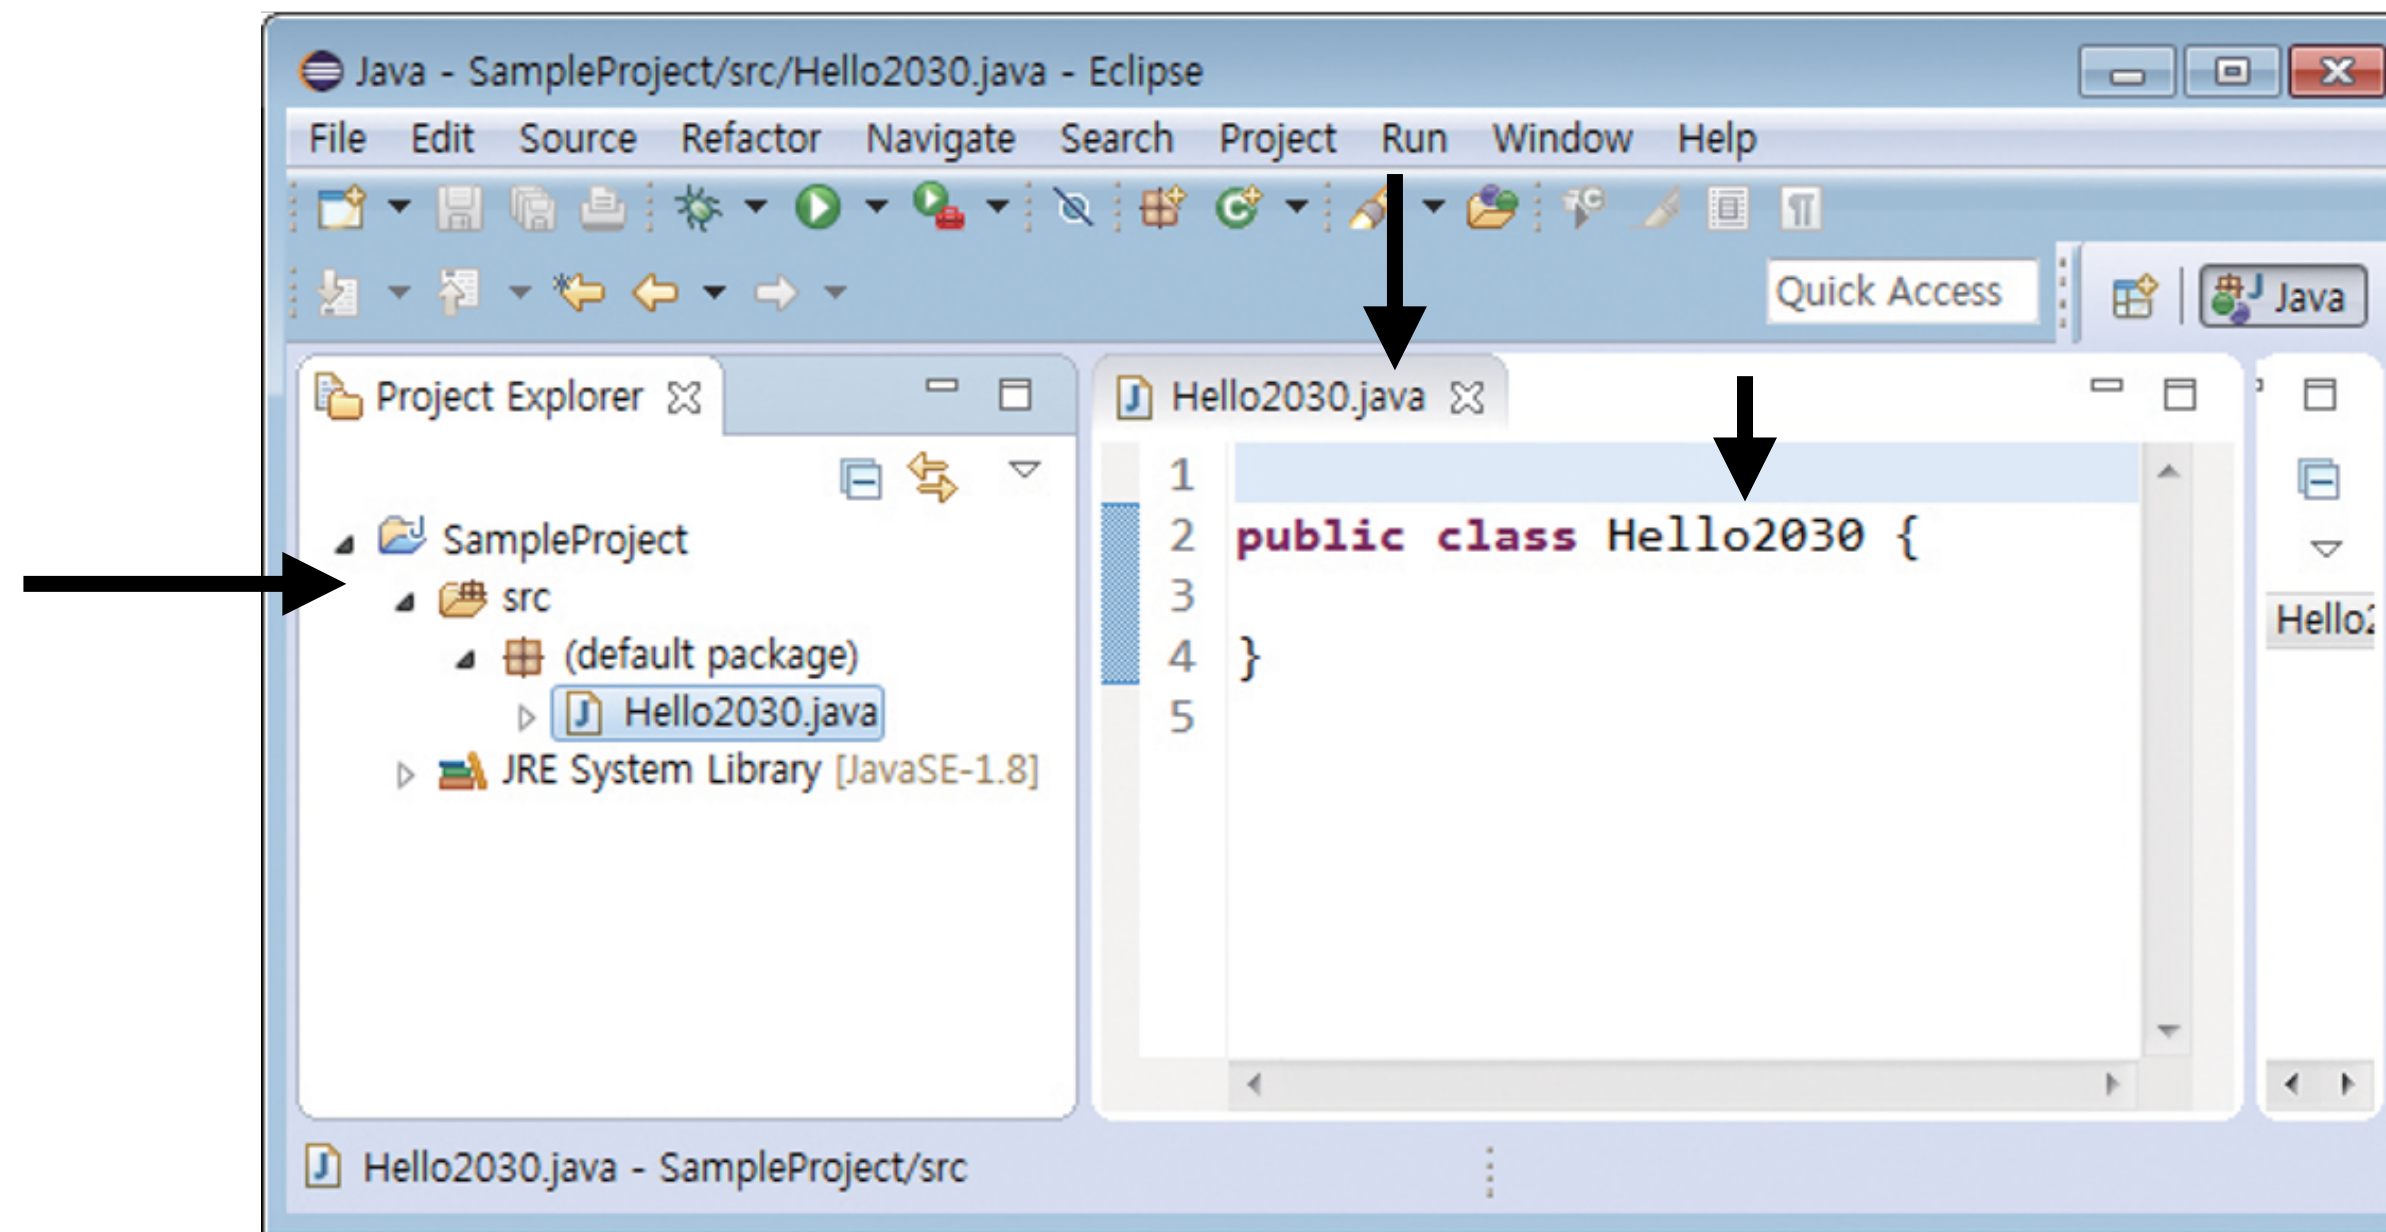 Java - SampleProject/src/Hello2030.java - Eclipse
File Edit Source Refactor Navigate Search Project Run Window Help
Quick Access
Java
Project Explorer
SampleProject
src
(default package)
Hello2030.java
JRE System Library [JavaSE-1.8]
Hello2030.java
1
2 public class Hello2030 {
3
4 }
5
Hello2
Hello2030.java - SampleProject/src